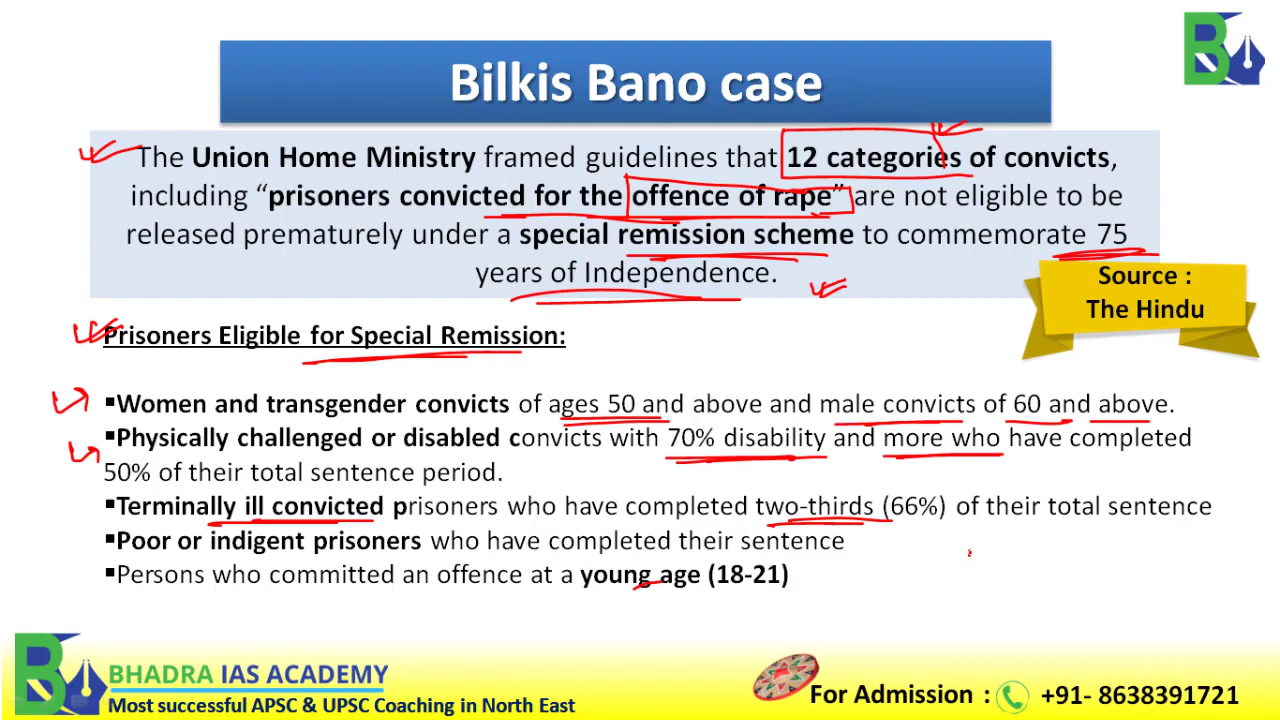 Bilkis Bano case
The Union Home Ministry framed guidelines that 12 categories of convicts,
including “prisoners convicted for the offence of rape” are not eligible to be
released prematurely under a special remission scheme to commemorate 75
years of Independence.
Source :
The Hindu
Prisoners Eligible for Special Remission:
▪Women and transgender convicts of ages 50 and above and male convicts of 60 and above.
▪Physically challenged or disabled convicts with 70% disability and more who have completed
50% of their total sentence period.
▪Terminally ill convicted prisoners who have completed two-thirds (66%) of their total sentence
▪Poor or indigent prisoners who have completed their sentence
▪Persons who committed an offence at a young age (18-21)
BHADRA IAS ACADEMY
Most successful APSC & UPSC Coaching in North East
For Admission : +91- 8638391721